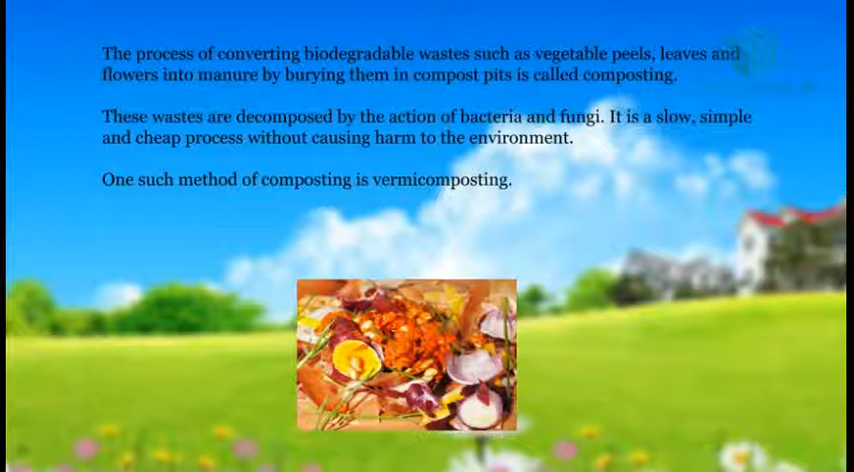 The process of converting biodegradable wastes such as vegetable peels, leaves and
flowers into manure by burying them in compost pits is called composting.
These wastes are decomposed by the action of bacteria and fungi. It is a slow, simple
and cheap process without causing harm to the environment.
One such method of composting is vermicomposting.